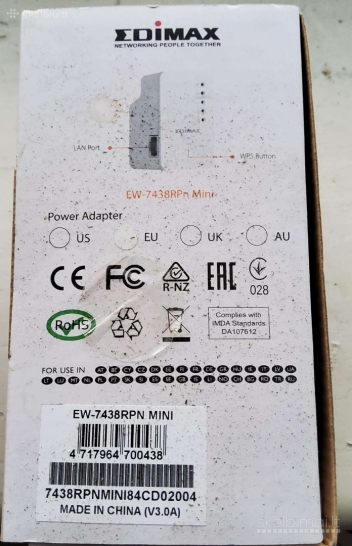 EDIMAX
NETWORKING PEOPLE TOGETHER
EDIMAX
LAN Port
WPS Button
EW-7438RPn Mini
Power Adapter
US EU UK AU
CE FC R-NZ EAC 028
RoHS
Complies with
IMDA Standards
DA107612
FOR USE IN
EW-7438RPN MINI
4 717964 700438
7438RPNMINI84CD02004
MADE IN CHINA (V3.0A)